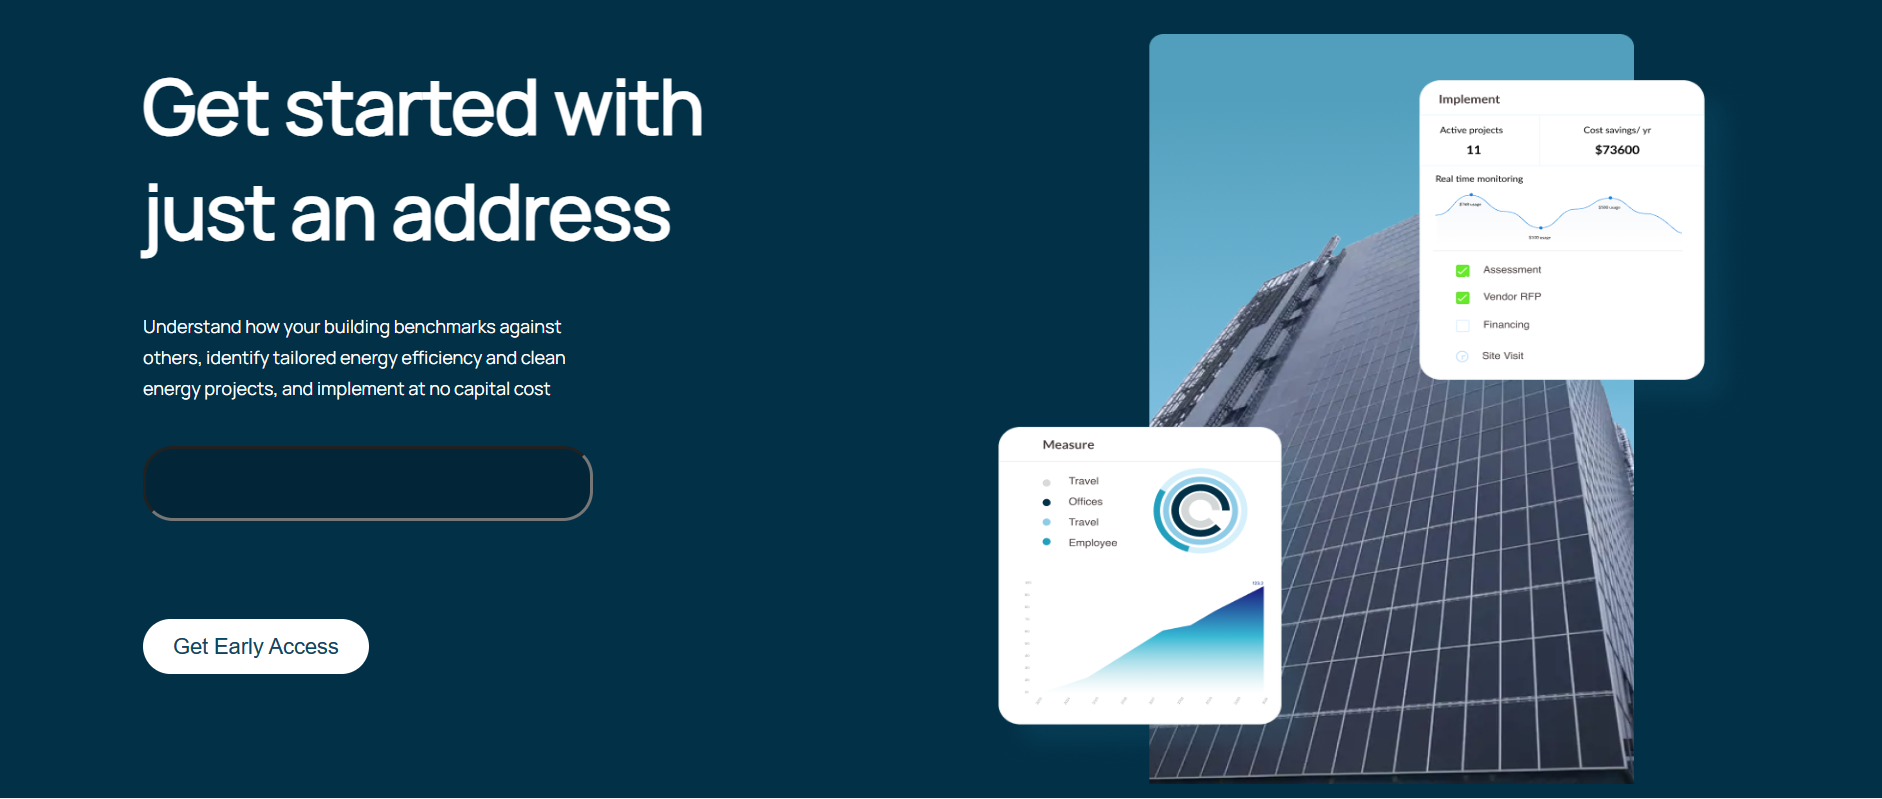 Get started with
just an address
Understand how your building benchmarks against
others, identify tailored energy efficiency and clean
energy projects, and implement at no capital cost
Get Early Access
Implement
Active projects
Cost savings/ yr
11
$73600
Real time monitoring
Assessment
Vendor RFP
Financing
Site Visit
Measure
Travel
Offices
Travel
Employee